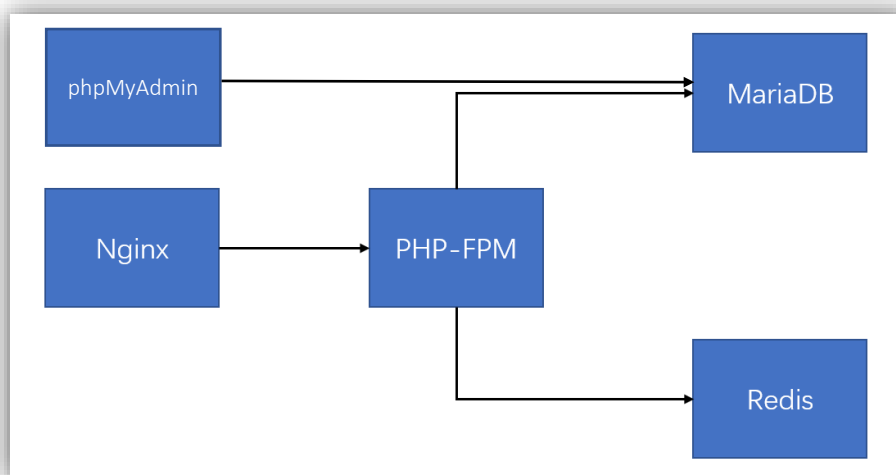 phpMyAdmin
MariaDB
Nginx
PHP-FPM
Redis